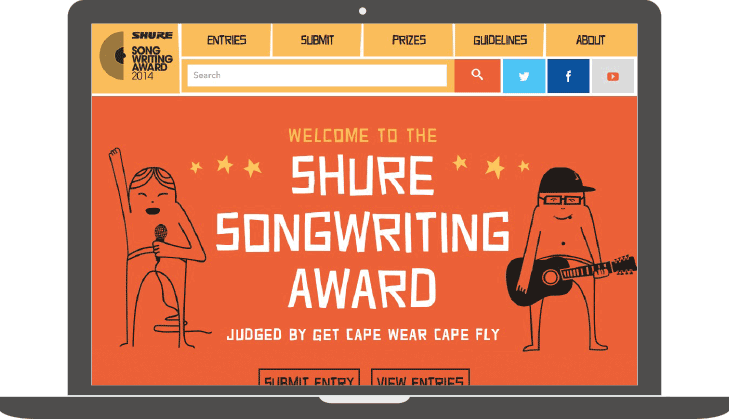 SHURE
SONG
WRITING
AWARD
2014
ENTRIES
SUBMIT
PRIZES
GUIDELINES
ABOUT
Search
WELCOME TO THE
SHURE
SONGWRITING
AWARD
JUDGED BY GET CAPE WEAR CAPE FLY
SUBMIT ENTRY
VIEW ENTRIES